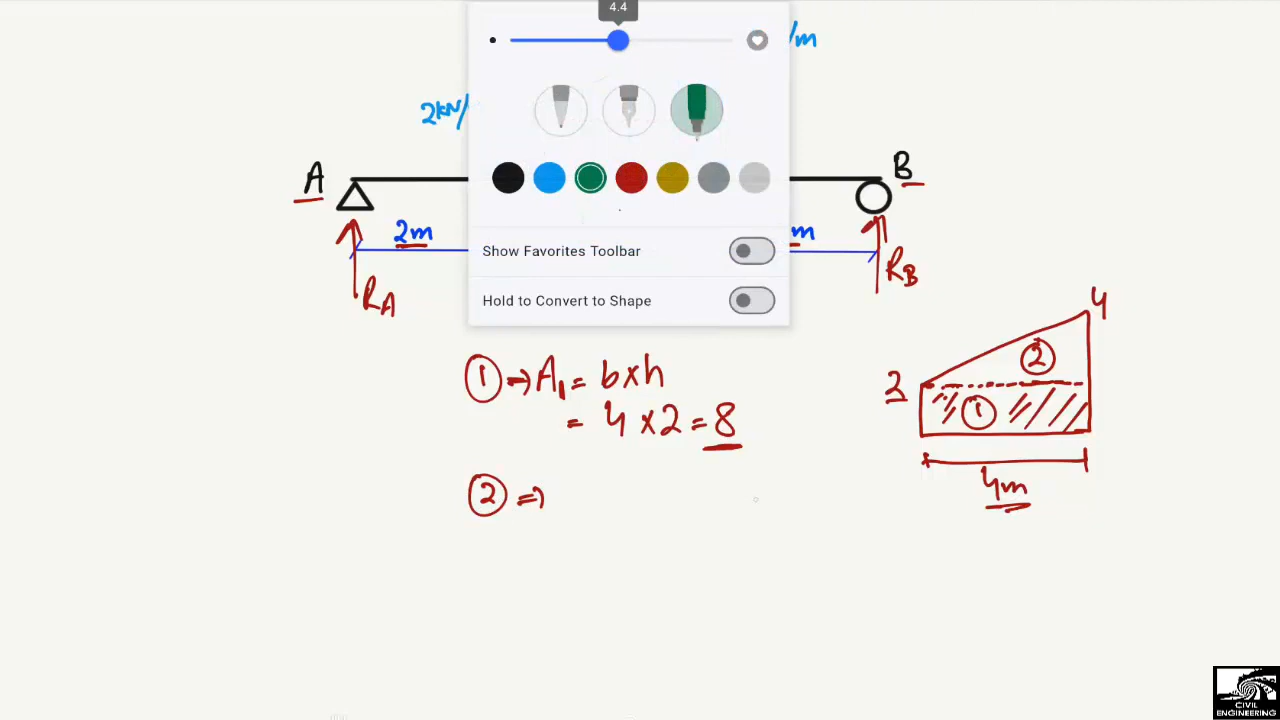 4.4
/m
2kN/
A
B
2m
m
RA
RB
Show Favorites Toolbar
Hold to Convert to Shape
4
2
2
1
4m
1 ⇒ A1 = b×h
= 4 × 2 = 8
2 ⇒
CIVIL
ENGINEERING